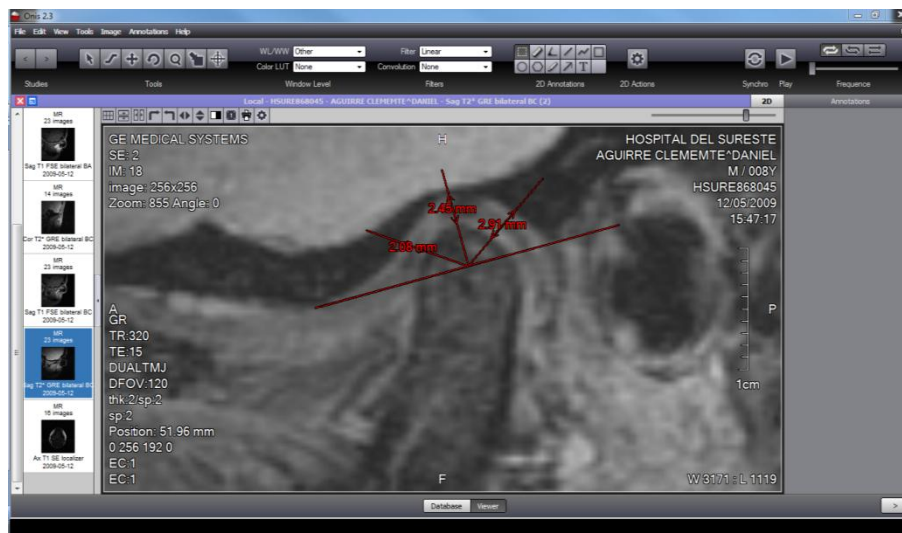 Onis 2.3
File Edit View Tools Image Annotations Help
WL/WW Other
Filter Linear
Color LUT None
Convolution None
Studies
Tools
Window Level
Filters
2D Annotations
2D Actions
Synchro
Play
Frequence
Local - HSURE868045 - AGUIRRE CLEMEMTE^DANIEL - Sag T2* GRE bilateral BC (2)
2D
Annotations
MR
23 images
Sag T1 FSE bilateral BA
2009-05-12
MR
14 images
Cor T2* GRE bilateral BC
2009-05-12
MR
23 images
Sag T1 FSE bilateral BC
2009-05-12
MR
23 images
Sag T2* GRE bilateral BC
2009-05-12
MR
16 images
Ax T1 SE localizer
2009-05-12
GE MEDICAL SYSTEMS
SE: 2
IM: 18
image: 256x256
Zoom: 855 Angle: 0
H
HOSPITAL DEL SURESTE
AGUIRRE CLEMEMTE^DANIEL
M / 008Y
HSURE868045
12/05/2009
15:47:17
2.91 mm
A
P
GR
TR:320
TE:15
DUALTMJ
DFOV:120
thk:2/sp:2
sp:2
Position: 51.96 mm
0 256 192 0
EC:1
EC:1
1cm
F
W 3171 : L 1119
Database
Viewer